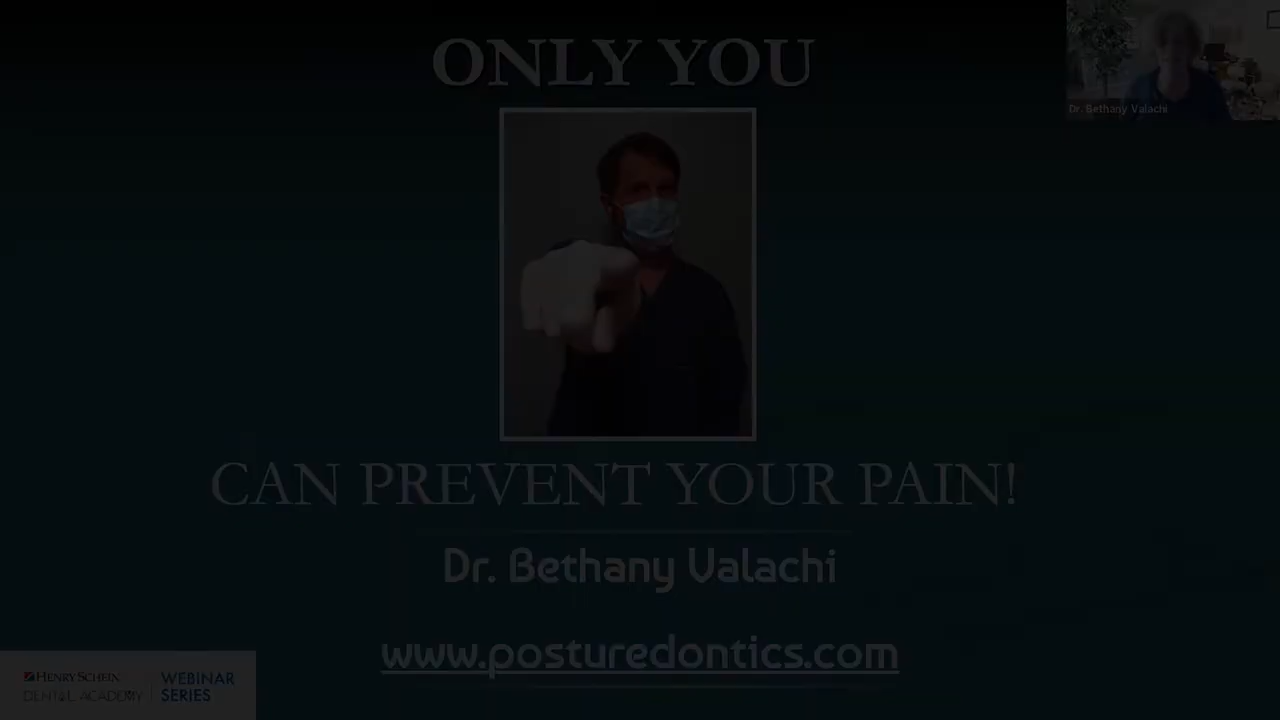 ONLY YOU
Dr. Bethany Valachi
CAN PREVENT YOUR PAIN!
Dr. Bethany Valachi
www.posturedontics.com
HENRY SCHEIN
DENTAL ACADEMY
WEBINAR
SERIES